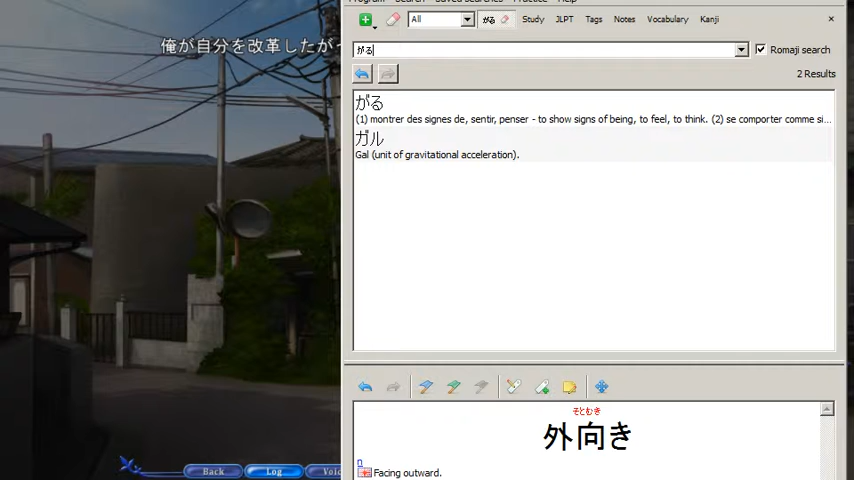 俺が自分を改革したがっ
Program Search Saved searches Practice Help
All がる Study JLPT Tags Notes Vocabulary Kanji
がる Romaji search
2 Results
がる
(1) montrer des signes de, sentir, penser - to show signs of being, to feel, to think. (2) se comporter comme si...
ガル
Gal (unit of gravitational acceleration).
そとむき
外向き
n
Facing outward.
Back Log Voic